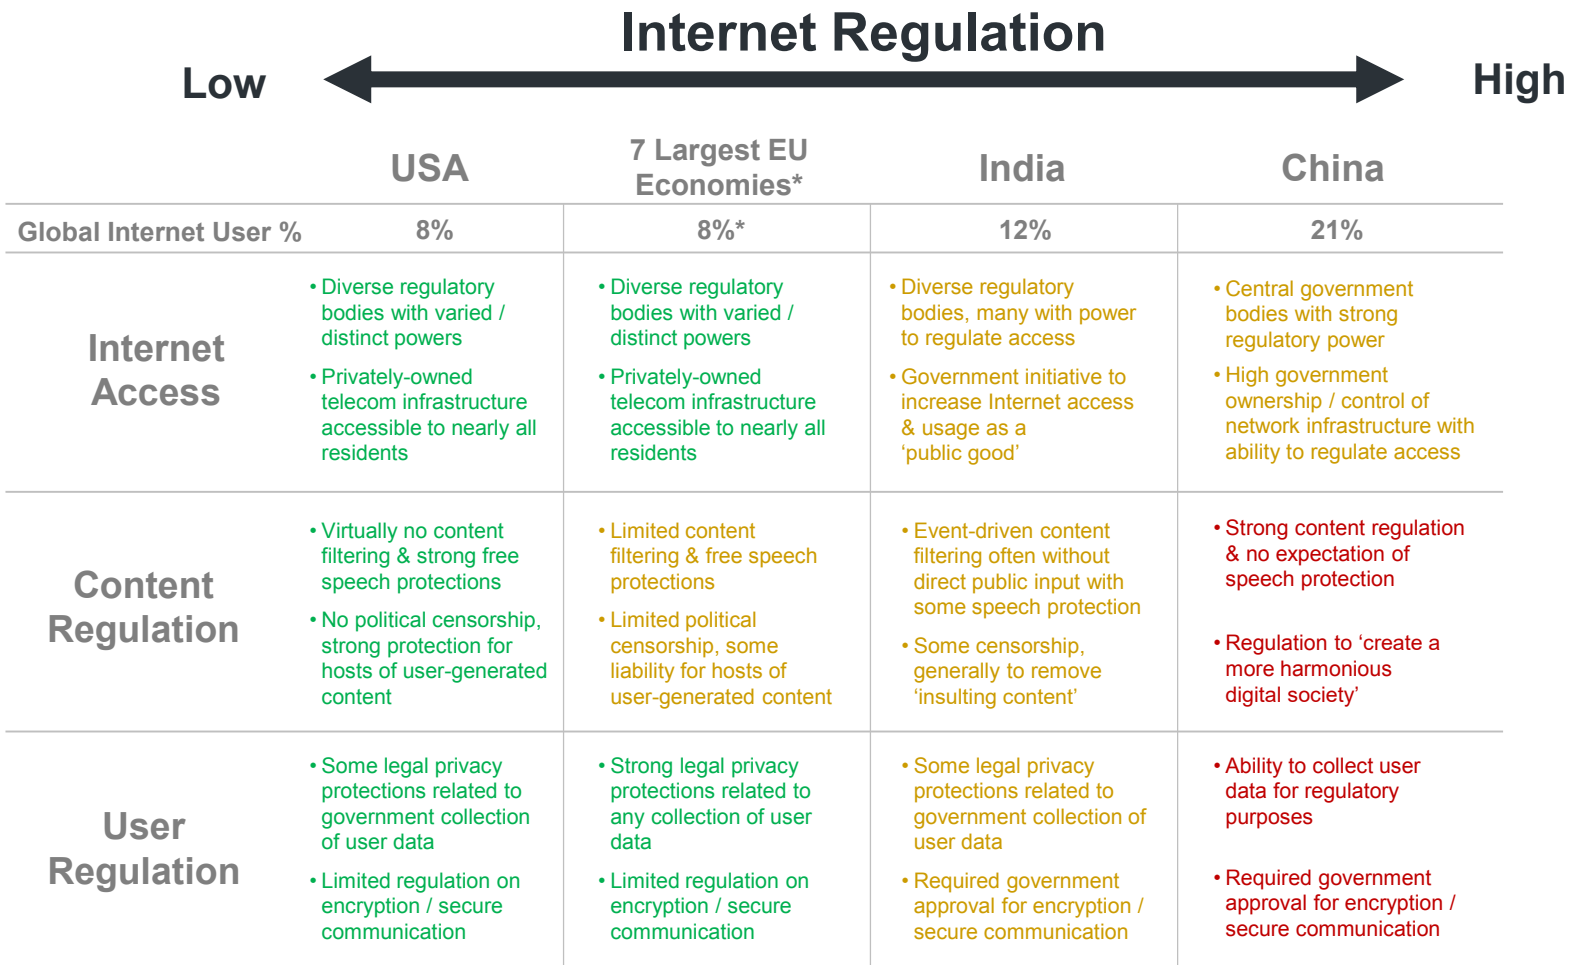 Internet Regulation
Low
High
USA
7 Largest EU
Economies*
India
China
Global Internet User %
8%
8%*
12%
21%
Internet
Access
• Diverse regulatory
bodies with varied /
distinct powers
• Privately-owned
telecom infrastructure
accessible to nearly all
residents
• Diverse regulatory
bodies with varied /
distinct powers
• Privately-owned
telecom infrastructure
accessible to nearly all
residents
• Diverse regulatory
bodies, many with power
to regulate access
• Government initiative to
increase Internet access
& usage as a
‘public good’
• Central government
bodies with strong
regulatory power
• High government
ownership / control of
network infrastructure with
ability to regulate access
Content
Regulation
• Virtually no content
filtering & strong free
speech protections
• No political censorship,
strong protection for
hosts of user-generated
content
• Limited content
filtering & free speech
protections
• Limited political
censorship, some
liability for hosts of
user-generated content
• Event-driven content
filtering often without
direct public input with
some speech protection
• Some censorship,
generally to remove
‘insulting content’
• Strong content regulation
& no expectation of
speech protection
• Regulation to ‘create a
more harmonious
digital society’
User
Regulation
• Some legal privacy
protections related to
government collection
of user data
• Limited regulation on
encryption / secure
communication
• Strong legal privacy
protections related to
any collection of user
data
• Limited regulation on
encryption / secure
communication
• Some legal privacy
protections related to
government collection of
user data
• Required government
approval for encryption /
secure communication
• Ability to collect user
data for regulatory
purposes
• Required government
approval for encryption /
secure communication